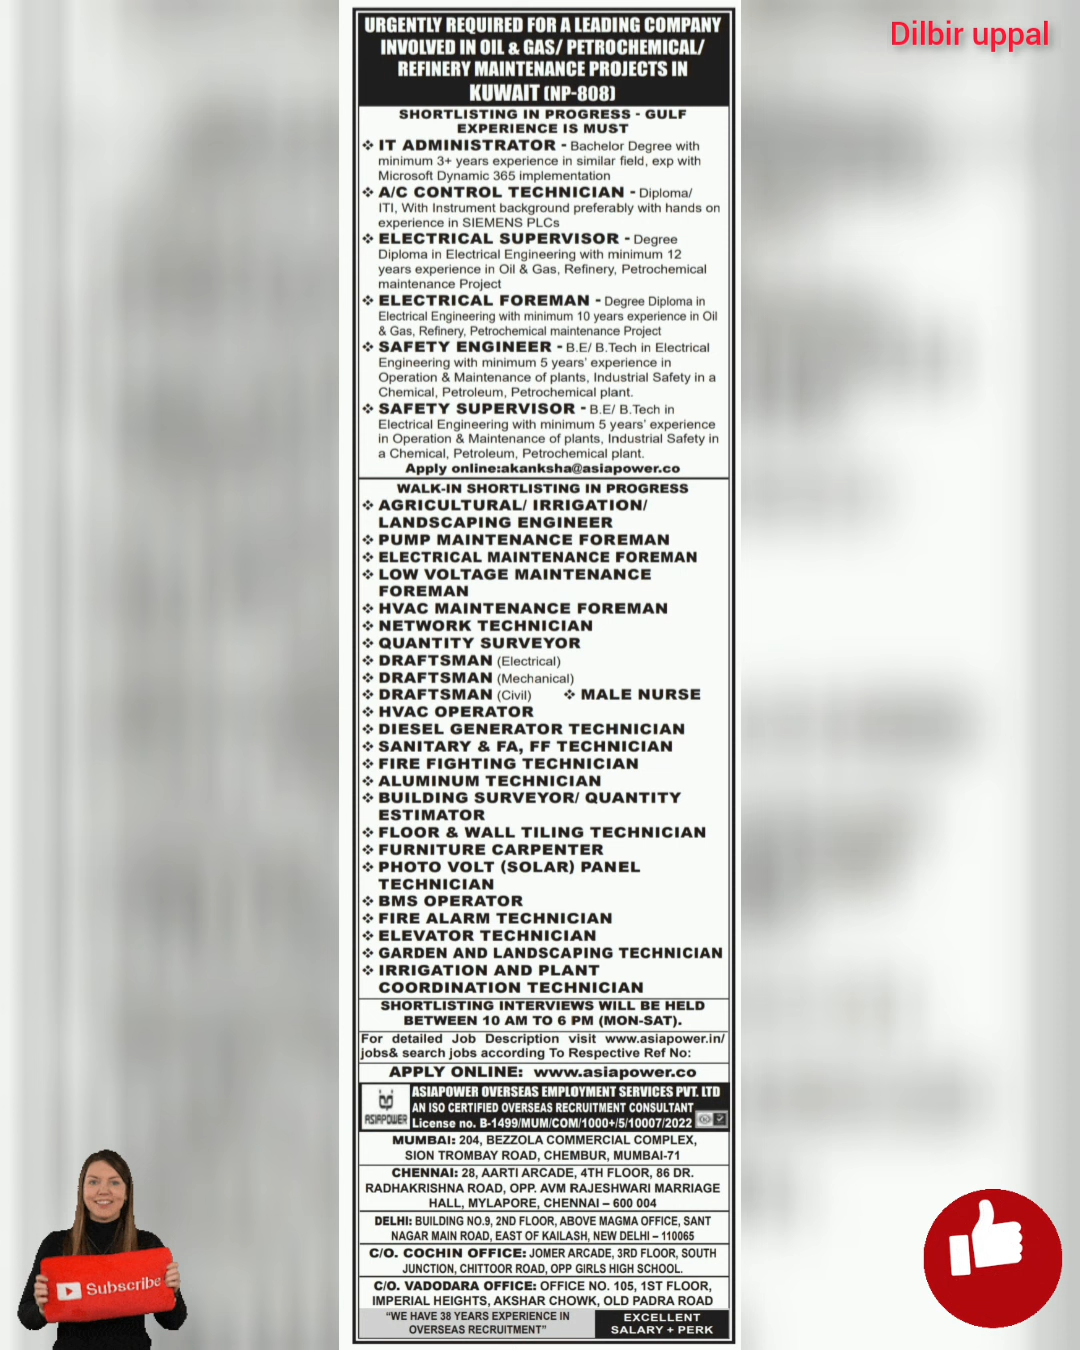 Dilbir uppal
URGENTLY REQUIRED FOR A LEADING COMPANY
INVOLVED IN OIL & GAS/ PETROCHEMICAL/
REFINERY MAINTENANCE PROJECTS IN
KUWAIT (NP-808)
SHORTLISTING IN PROGRESS - GULF
EXPERIENCE IS MUST
❖ IT ADMINISTRATOR - Bachelor Degree with
minimum 3+ years experience in similar field, exp with
Microsoft Dynamic 365 implementation
❖ A/C CONTROL TECHNICIAN - Diploma/
ITI, With Instrument background preferably with hands on
experience in SIEMENS PLCs
❖ ELECTRICAL SUPERVISOR - Degree
Diploma in Electrical Engineering with minimum 12
years experience in Oil & Gas, Refinery, Petrochemical
maintenance Project
❖ ELECTRICAL FOREMAN - Degree Diploma in
Electrical Engineering with minimum 10 years experience in Oil
& Gas, Refinery, Petrochemical maintenance Project
❖ SAFETY ENGINEER - B.E/ B.Tech in Electrical
Engineering with minimum 5 years' experience in
Operation & Maintenance of plants, Industrial Safety in a
Chemical, Petroleum, Petrochemical plant.
❖ SAFETY SUPERVISOR - B.E/ B.Tech in
Electrical Engineering with minimum 5 years' experience
in Operation & Maintenance of plants, Industrial Safety in
a Chemical, Petroleum, Petrochemical plant.
Apply online:akanksha@asiapower.co
WALK-IN SHORTLISTING IN PROGRESS
❖ AGRICULTURAL/ IRRIGATION/
LANDSCAPING ENGINEER
❖ PUMP MAINTENANCE FOREMAN
❖ ELECTRICAL MAINTENANCE FOREMAN
❖ LOW VOLTAGE MAINTENANCE
FOREMAN
❖ HVAC MAINTENANCE FOREMAN
❖ NETWORK TECHNICIAN
❖ QUANTITY SURVEYOR
❖ DRAFTSMAN (Electrical)
❖ DRAFTSMAN (Mechanical)
❖ DRAFTSMAN (Civil) ❖ MALE NURSE
❖ HVAC OPERATOR
❖ DIESEL GENERATOR TECHNICIAN
❖ SANITARY & FA, FF TECHNICIAN
❖ FIRE FIGHTING TECHNICIAN
❖ ALUMINUM TECHNICIAN
❖ BUILDING SURVEYOR/ QUANTITY
ESTIMATOR
❖ FLOOR & WALL TILING TECHNICIAN
❖ FURNITURE CARPENTER
❖ PHOTO VOLT (SOLAR) PANEL
TECHNICIAN
❖ BMS OPERATOR
❖ FIRE ALARM TECHNICIAN
❖ ELEVATOR TECHNICIAN
❖ GARDEN AND LANDSCAPING TECHNICIAN
❖ IRRIGATION AND PLANT
COORDINATION TECHNICIAN
SHORTLISTING INTERVIEWS WILL BE HELD
BETWEEN 10 AM TO 6 PM (MON-SAT).
For detailed Job Description visit www.asiapower.in/
jobs& search jobs according To Respective Ref No:
APPLY ONLINE: www.asiapower.co
ASIAPOWER
ASIAPOWER OVERSEAS EMPLOYMENT SERVICES PVT. LTD
AN ISO CERTIFIED OVERSEAS RECRUITMENT CONSULTANT
License no. B-1499/MUM/COM/1000+/5/10007/2022
MUMBAI: 204, BEZZOLA COMMERCIAL COMPLEX,
SION TROMBAY ROAD, CHEMBUR, MUMBAI-71
CHENNAI: 28, AARTI ARCADE, 4TH FLOOR, 86 DR.
RADHAKRISHNA ROAD, OPP. AVM RAJESHWARI MARRIAGE
HALL, MYLAPORE, CHENNAI – 600 004
DELHI: BUILDING NO.9, 2ND FLOOR, ABOVE MAGMA OFFICE, SANT
NAGAR MAIN ROAD, EAST OF KAILASH, NEW DELHI – 110065
C/O. COCHIN OFFICE: JOMER ARCADE, 3RD FLOOR, SOUTH
JUNCTION, CHITTOOR ROAD, OPP GIRLS HIGH SCHOOL.
C/O. VADODARA OFFICE: OFFICE NO. 105, 1ST FLOOR,
IMPERIAL HEIGHTS, AKSHAR CHOWK, OLD PADRA ROAD
"WE HAVE 38 YEARS EXPERIENCE IN
OVERSEAS RECRUITMENT"
EXCELLENT
SALARY + PERK
Subscribe